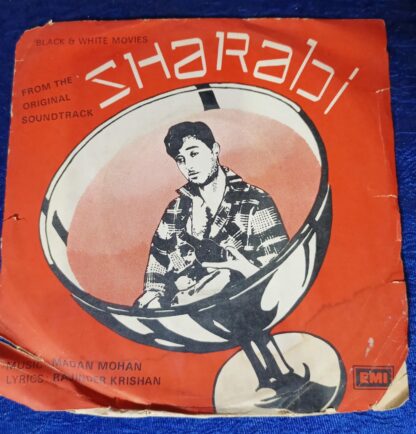 BLACK & WHITE MOVIES
SHARABI
FROM THE
ORIGINAL
SOUNDTRACK
MUSIC: MADAN MOHAN
LYRICS: RAJINDER KRISHAN
EMI